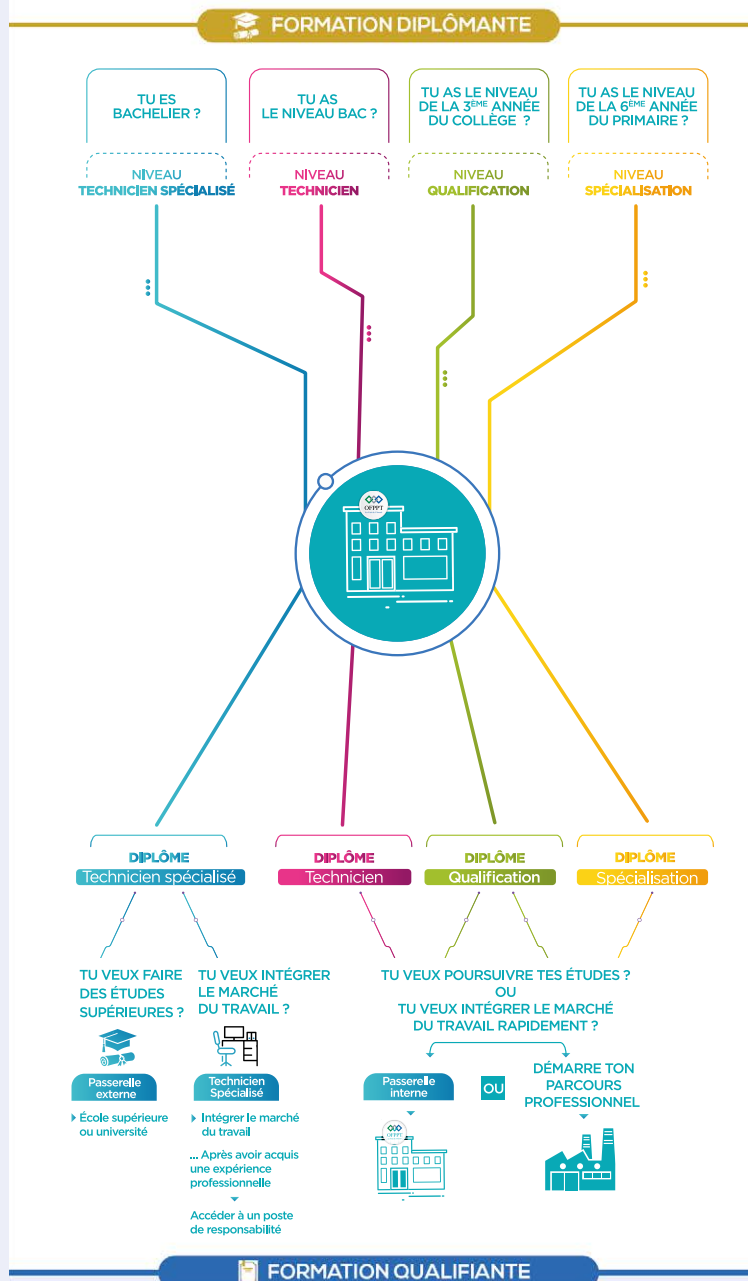 FORMATION DIPLÔMANTE
TU ES
BACHELIER ?
TU AS
LE NIVEAU BAC ?
TU AS LE NIVEAU
DE LA 3ÈME ANNÉE
DU COLLÈGE ?
TU AS LE NIVEAU
DE LA 6ÈME ANNÉE
DU PRIMAIRE ?
NIVEAU
TECHNICIEN SPÉCIALISÉ
NIVEAU
TECHNICIEN
NIVEAU
QUALIFICATION
NIVEAU
SPÉCIALISATION
OFPPT
DIPLÔME
Technicien spécialisé
DIPLÔME
Technicien
DIPLÔME
Qualification
DIPLÔME
Spécialisation
TU VEUX FAIRE
DES ÉTUDES
SUPÉRIEURES ?
TU VEUX INTÉGRER
LE MARCHÉ
DU TRAVAIL ?
TU VEUX POURSUIVRE TES ÉTUDES ?
OU
TU VEUX INTÉGRER LE MARCHÉ
DU TRAVAIL RAPIDEMENT ?
Passerelle
externe
École supérieure
ou université
Technicien
Spécialisé
Intégrer le marché
du travail
... Après avoir acquis
une expérience
professionnelle
Accéder à un poste
de responsabilité
Passerelle
interne
OFPPT
OU
DÉMARRE TON
PARCOURS
PROFESSIONNEL
FORMATION QUALIFIANTE